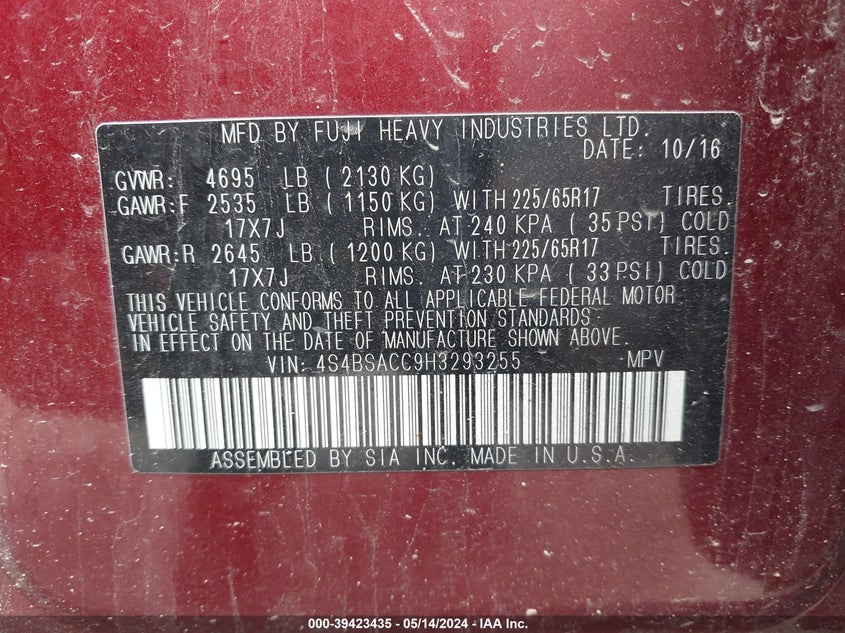 MFD BY FUJI HEAVY INDUSTRIES LTD.
DATE: 10/16
GVWR: 4695 LB ( 2130 KG)
GAWR:F 2535 LB ( 1150 KG) WITH 225/65R17 TIRES.
17X7J RIMS. AT 240 KPA ( 35 PSI) COLD
GAWR:R 2645 LB ( 1200 KG) WITH 225/65R17 TIRES.
17X7J RIMS. AT 230 KPA ( 33 PSI) COLD
THIS VEHICLE CONFORMS TO ALL APPLICABLE FEDERAL MOTOR
VEHICLE SAFETY AND THEFT PREVENTION STANDARDS
IN EFFECT ON THE DATE OF MANUFACTURE SHOWN ABOVE.
VIN: 4S4BSACC9H3293255 MPV
ASSEMBLED BY SIA INC. MADE IN U.S.A.
000-39423435 - 05/14/2024 - IAA Inc.